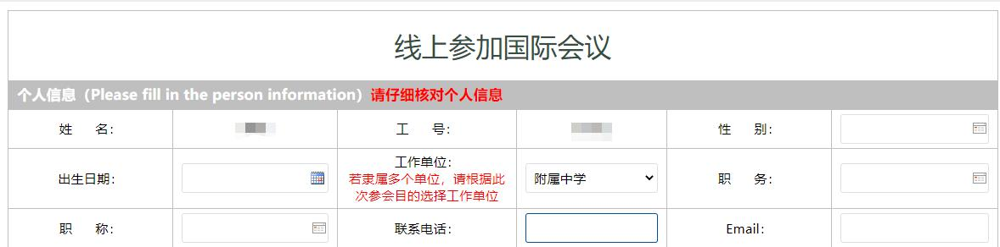 线上参加国际会议
个人信息（Please fill in the person information）请仔细核对个人信息
姓 名：
工 号：
性 别：
出生日期：
工作单位：
若隶属多个单位，请根据此
次参会目的选择工作单位
附属中学
职 务：
职 称：
联系电话：
Email：